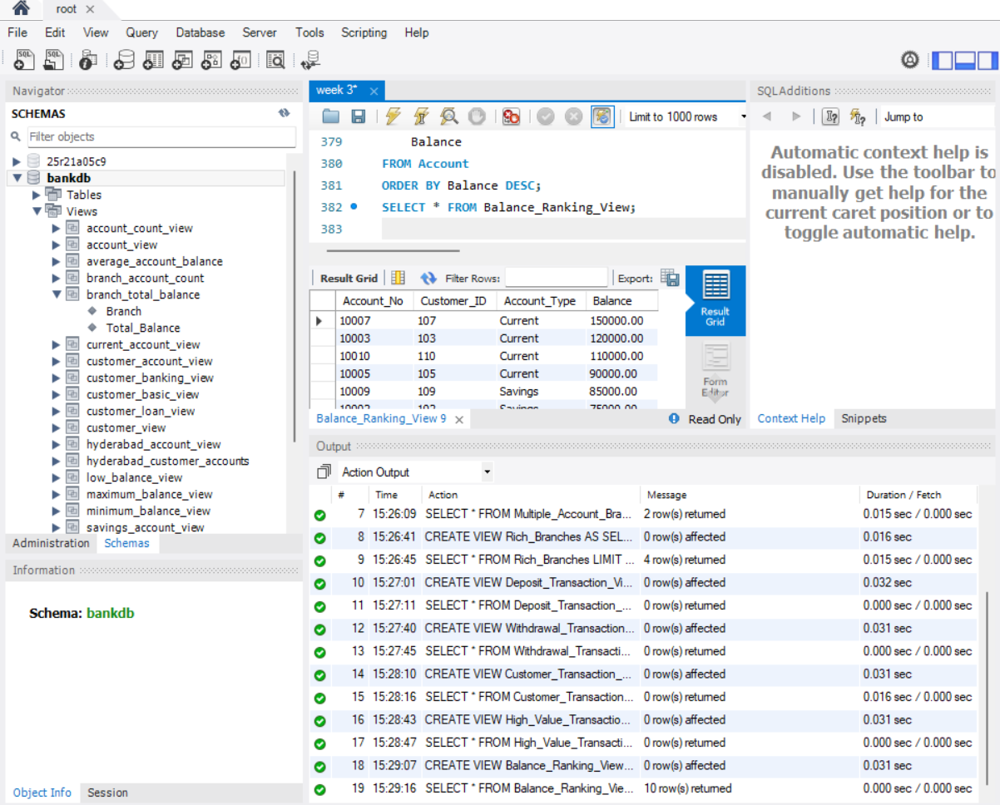 root
File Edit View Query Database Server Tools Scripting Help
Navigator
SCHEMAS
Filter objects
25r21a05c9
bankdb
Tables
Views
account_count_view
account_view
average_account_balance
branch_account_count
branch_total_balance
Branch
Total_Balance
current_account_view
customer_account_view
customer_banking_view
customer_basic_view
customer_loan_view
customer_view
hyderabad_account_view
hyderabad_customer_accounts
low_balance_view
maximum_balance_view
minimum_balance_view
savings_account_view
Administration Schemas
Information
Schema: bankdb
Object Info Session
week 3*
Limit to 1000 rows
379 Balance
380 FROM Account
381 ORDER BY Balance DESC;
382 SELECT * FROM Balance_Ranking_View;
383
Result Grid Filter Rows: Export:
Account_No Customer_ID Account_Type Balance
10007 107 Current 150000.00
10003 103 Current 120000.00
10010 110 Current 110000.00
10005 105 Current 90000.00
10009 109 Savings 85000.00
Savings 75000.00
Result
Grid
Form
Editor
Balance_Ranking_View 9 Read Only
SQLAdditions
Jump to
Automatic context help is
disabled. Use the toolbar to
manually get help for the
current caret position or to
toggle automatic help.
Context Help Snippets
Output
Action Output
# Time Action Message Duration / Fetch
7 15:26:09 SELECT * FROM Multiple_Account_Bra... 2 row(s) returned 0.015 sec / 0.000 sec
8 15:26:41 CREATE VIEW Rich_Branches AS SEL... 0 row(s) affected 0.016 sec
9 15:26:45 SELECT * FROM Rich_Branches LIMIT ... 4 row(s) returned 0.015 sec / 0.000 sec
10 15:27:01 CREATE VIEW Deposit_Transaction_Vi... 0 row(s) affected 0.032 sec
11 15:27:11 SELECT * FROM Deposit_Transaction_... 0 row(s) returned 0.000 sec / 0.000 sec
12 15:27:40 CREATE VIEW Withdrawal_Transaction... 0 row(s) affected 0.031 sec
13 15:27:45 SELECT * FROM Withdrawal_Transacti... 0 row(s) returned 0.000 sec / 0.000 sec
14 15:28:10 CREATE VIEW Customer_Transaction_... 0 row(s) affected 0.031 sec
15 15:28:16 SELECT * FROM Customer_Transaction... 0 row(s) returned 0.016 sec / 0.000 sec
16 15:28:43 CREATE VIEW High_Value_Transactio... 0 row(s) affected 0.031 sec
17 15:28:47 SELECT * FROM High_Value_Transacti... 0 row(s) returned 0.000 sec / 0.000 sec
18 15:29:07 CREATE VIEW Balance_Ranking_View... 0 row(s) affected 0.031 sec
19 15:29:16 SELECT * FROM Balance_Ranking_Vie... 10 row(s) returned 0.000 sec / 0.000 sec